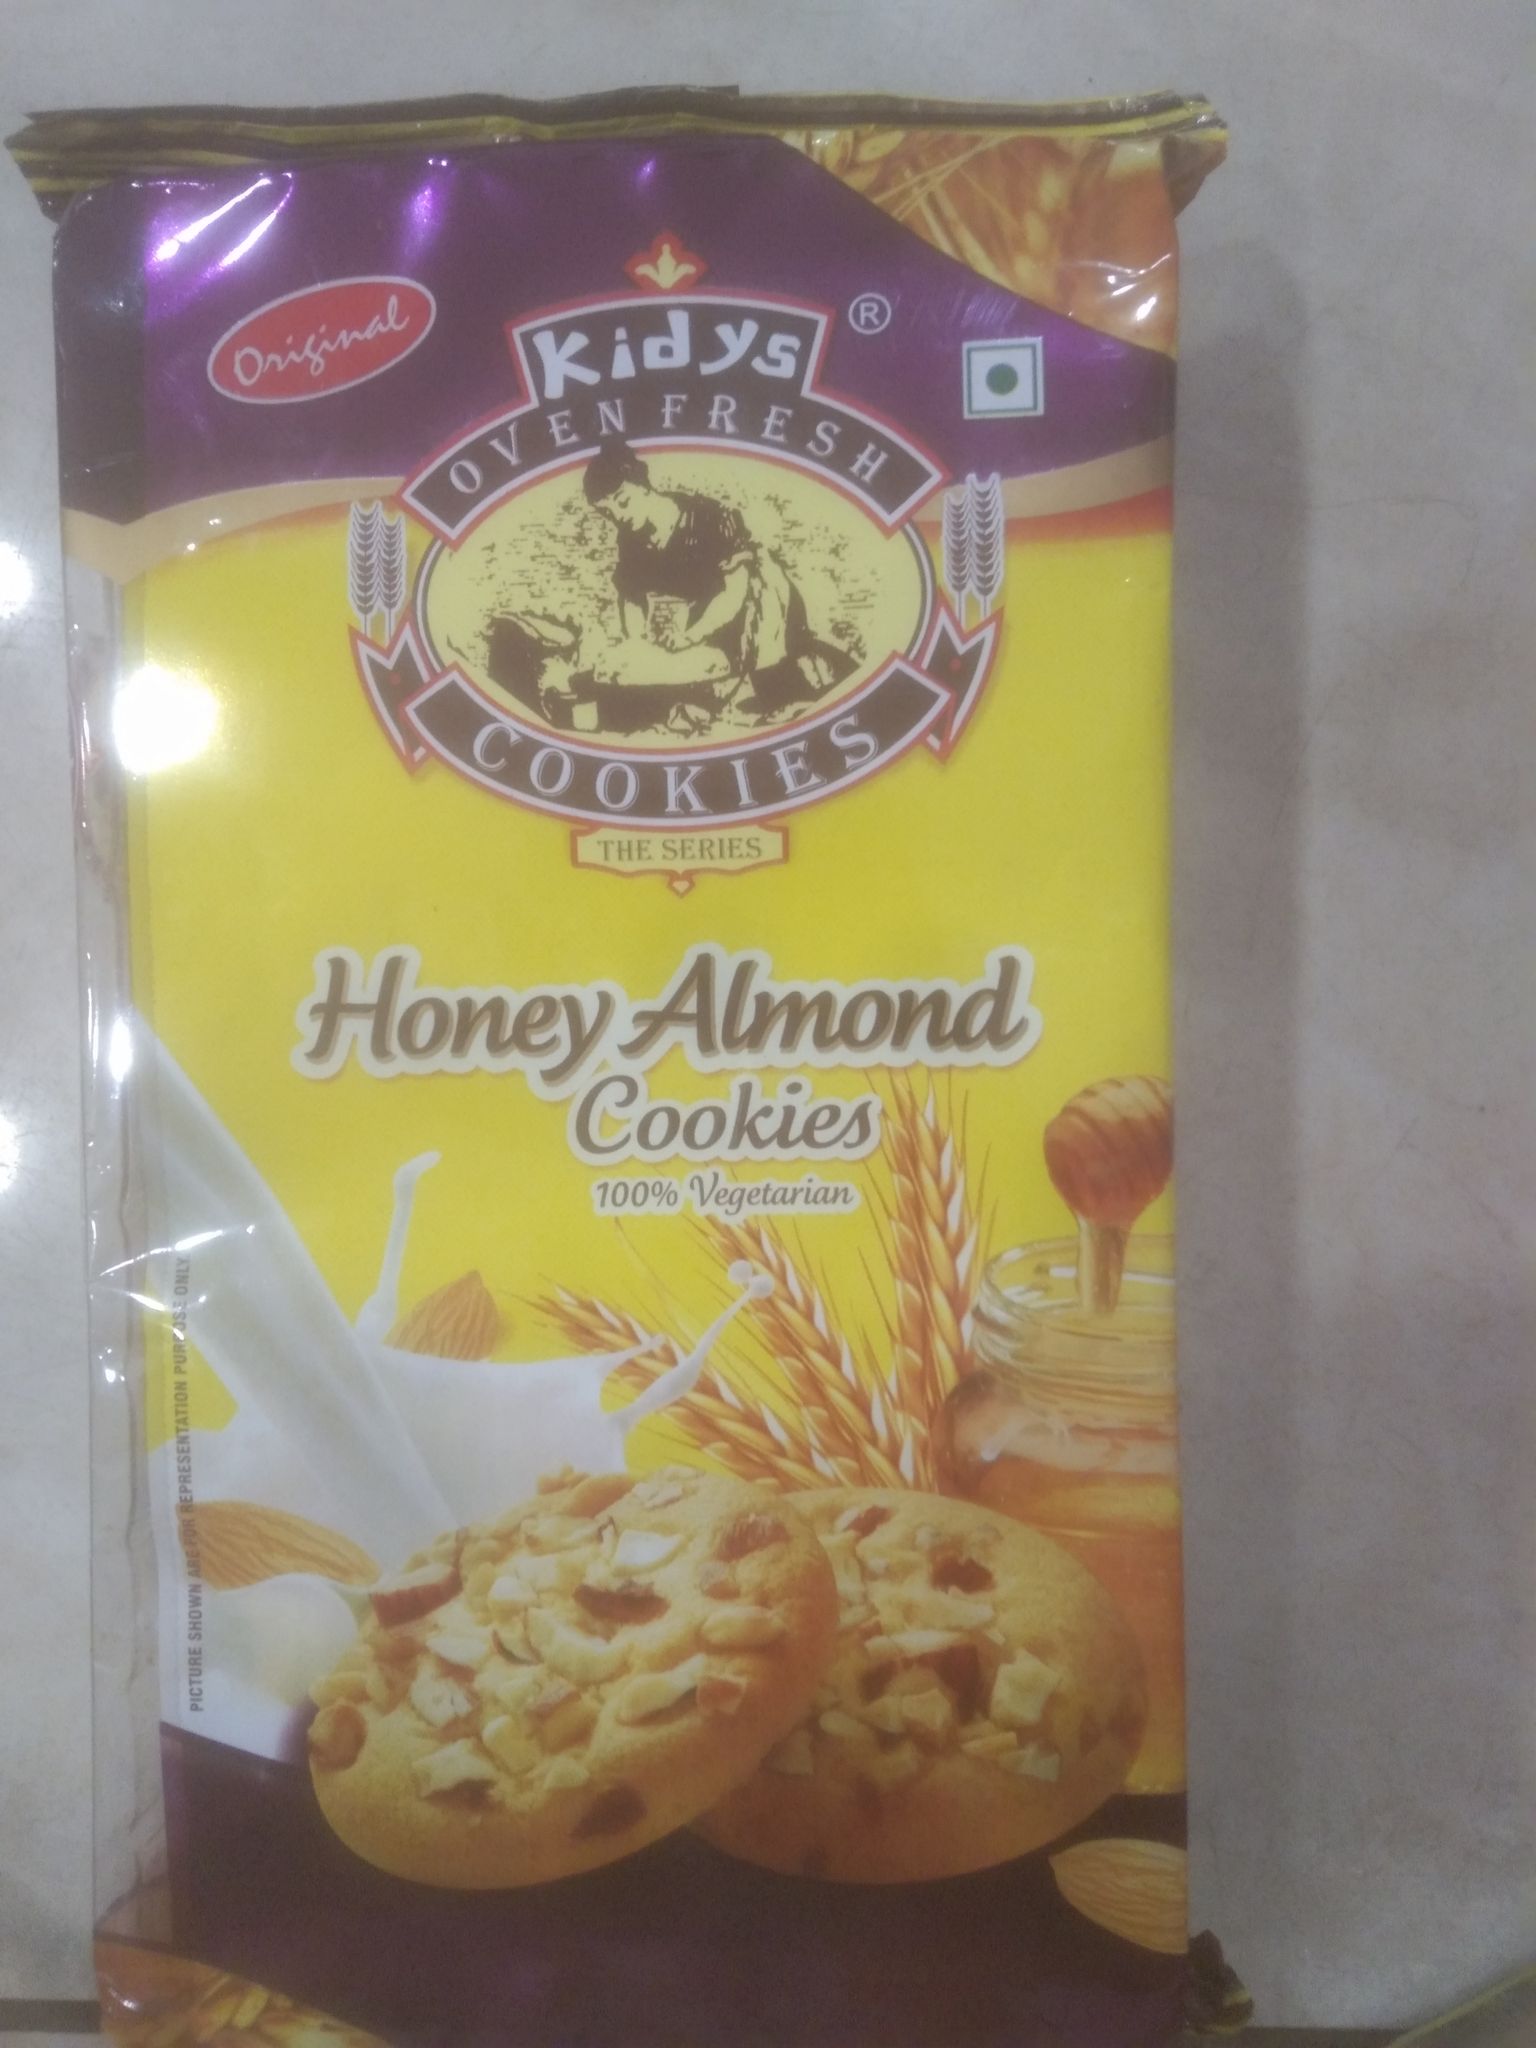 Original
Kidys
®
OVEN FRESH
COOKIES
THE SERIES
Honey Almond
Cookies
100% Vegetarian
PICTURE SHOWN ARE FOR REPRESENTATION PURPOSE ONLY